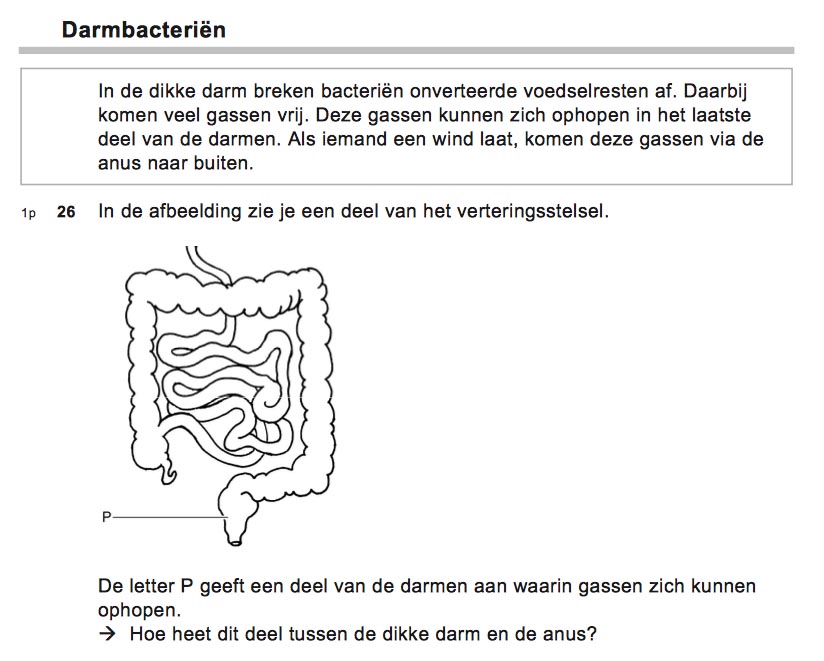 Darmbacteriën
In de dikke darm breken bacteriën onverteerde voedselresten af. Daarbij
komen veel gassen vrij. Deze gassen kunnen zich ophopen in het laatste
deel van de darmen. Als iemand een wind laat, komen deze gassen via de
anus naar buiten.
1p 26 In de afbeelding zie je een deel van het verteringsstelsel.
P
De letter P geeft een deel van de darmen aan waarin gassen zich kunnen
ophopen.
→ Hoe heet dit deel tussen de dikke darm en de anus?